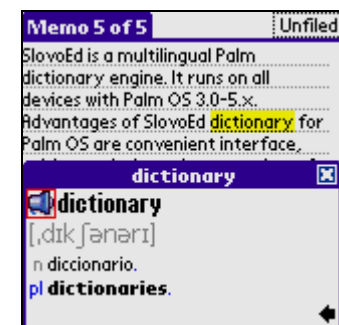 Memo 5 of 5
Unfiled
SlovoEd is a multilingual Palm
dictionary engine. It runs on all
devices with Palm OS 3.0-5.x.
Advantages of SlovoEd dictionary for
Palm OS are convenient interface,
dictionary
dictionary
[ˌdɪkʃənərɪ]
n diccionario.
pl dictionaries.